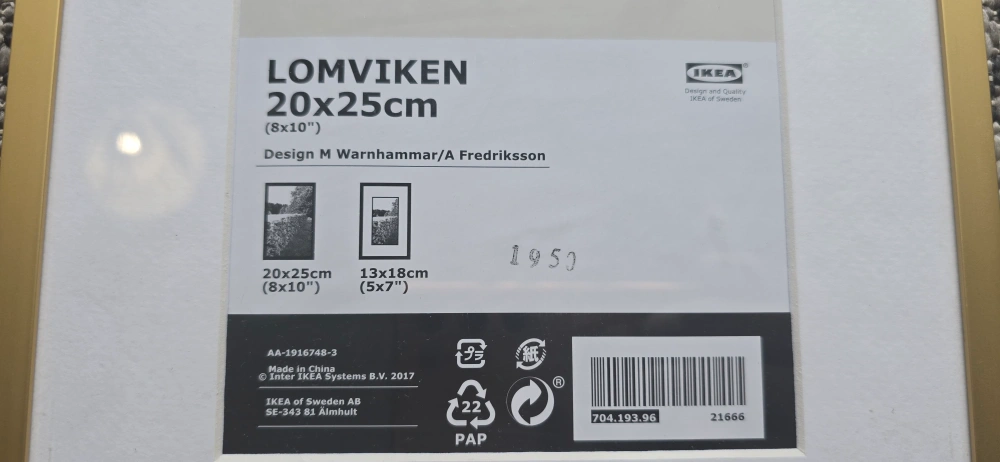 LOMVIKEN
20x25cm
(8x10")
IKEA®
Design and Quality
IKEA of Sweden
Design M Warnhammar/A Fredriksson
20x25cm
(8x10")
13x18cm
(5x7")
AA-1916748-3
Made in China
© Inter IKEA Systems B.V. 2017
IKEA of Sweden AB
SE-343 81 Älmhult
プラ
紙
22
PAP
®
704.193.96
21666